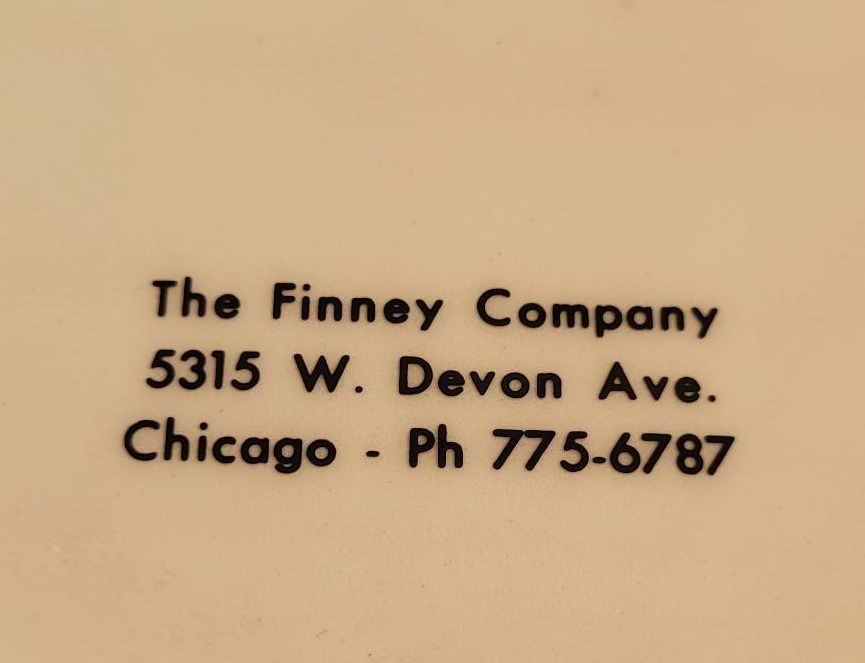 The Finney Company
5315 W. Devon Ave.
Chicago - Ph 775-6787